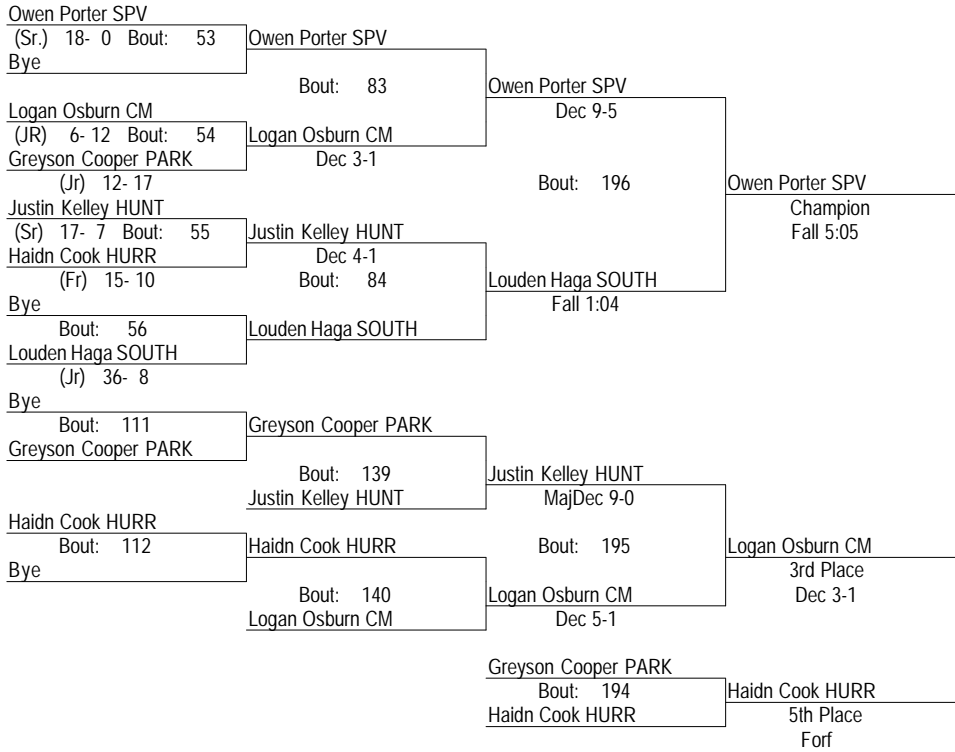 Owen Porter SPV
(Sr.) 18- 0 Bout: 53
Owen Porter SPV
Bye
Bout: 83
Owen Porter SPV
Logan Osburn CM
Dec 9-5
(JR) 6- 12 Bout: 54
Logan Osburn CM
Greyson Cooper PARK
Dec 3-1
(Jr) 12- 17
Bout: 196
Owen Porter SPV
Justin Kelley HUNT
Champion
(Sr) 17- 7 Bout: 55
Justin Kelley HUNT
Fall 5:05
Haidn Cook HURR
Dec 4-1
(Fr) 15- 10
Bout: 84
Louden Haga SOUTH
Bye
Fall 1:04
Bout: 56
Louden Haga SOUTH
Louden Haga SOUTH
(Jr) 36- 8
Bye
Bout: 111
Greyson Cooper PARK
Greyson Cooper PARK
Bout: 139
Justin Kelley HUNT
Justin Kelley HUNT
MajDec 9-0
Haidn Cook HURR
Bout: 112
Haidn Cook HURR
Bout: 195
Logan Osburn CM
Bye
3rd Place
Bout: 140
Logan Osburn CM
Dec 3-1
Logan Osburn CM
Dec 5-1
Greyson Cooper PARK
Bout: 194
Haidn Cook HURR
Haidn Cook HURR
5th Place
Forf